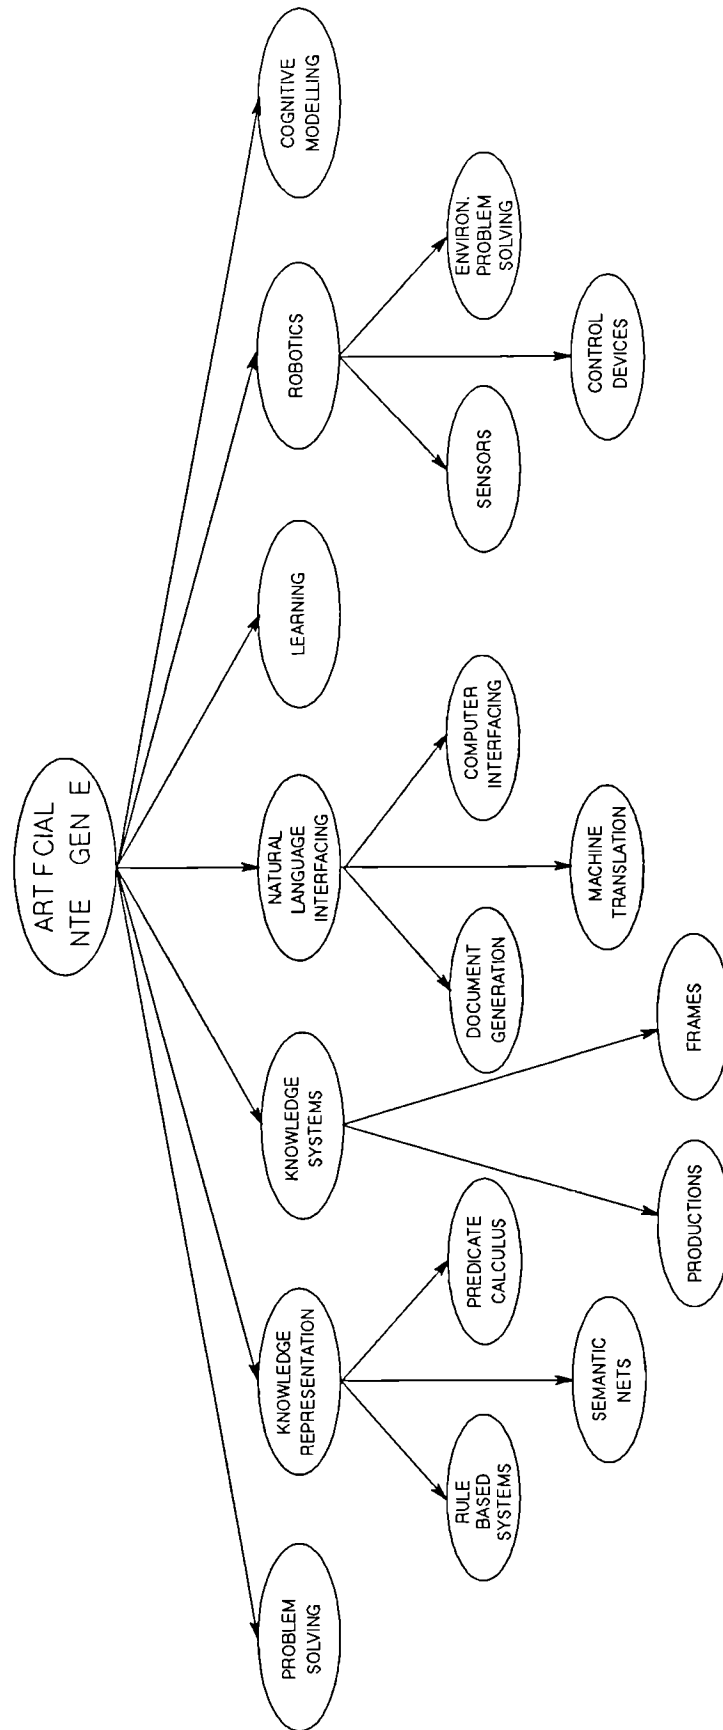 ART F CIAL
NTE GEN E
PROBLEM
SOLVING
KNOWLEDGE
REPRESENTATION
KNOWLEDGE
SYSTEMS
NATURAL
LANGUAGE
INTERFACING
LEARNING
ROBOTICS
COGNITIVE
MODELLING
RULE
BASED
SYSTEMS
PREDICATE
CALCULUS
DOCUMENT
GENERATION
COMPUTER
INTERFACING
SENSORS
ENVIRON.
PROBLEM
SOLVING
SEMANTIC
NETS
MACHINE
TRANSLATION
CONTROL
DEVICES
PRODUCTIONS
FRAMES